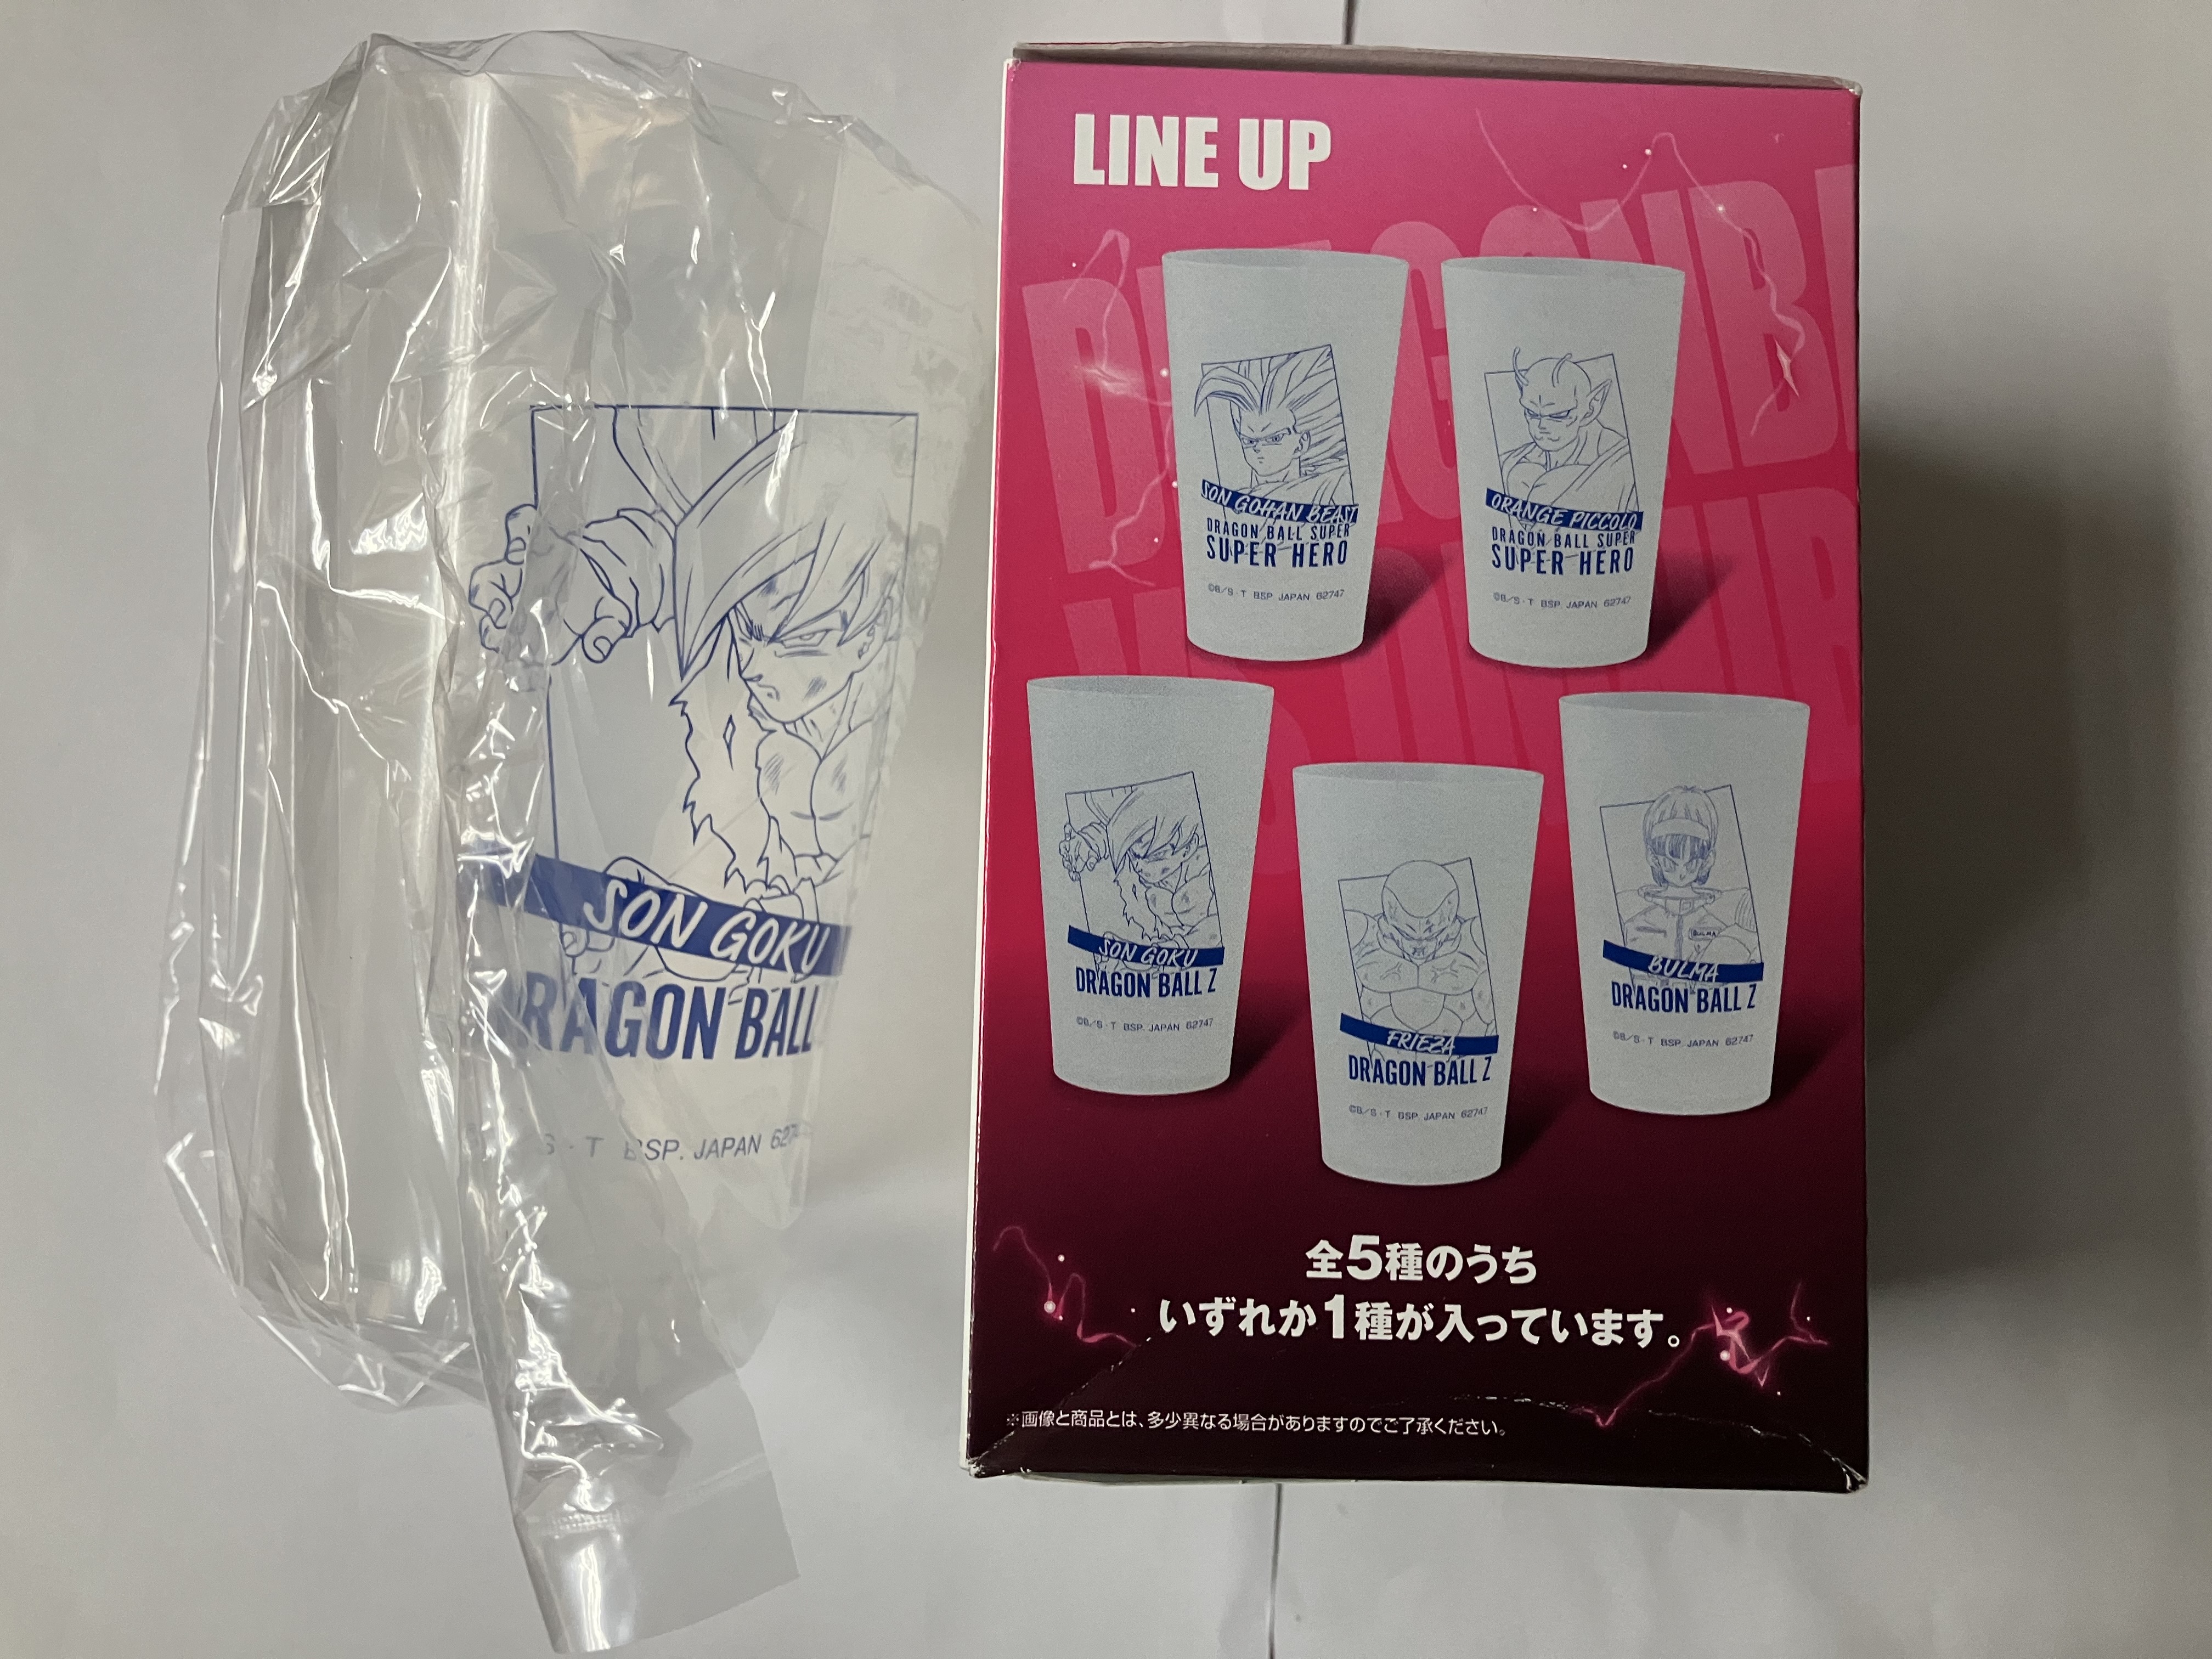 SON GOKU
RAGON BALL
S・T BSP. JAPAN 627
LINE UP
SON GOHAN BEAST
DRAGON BALL SUPER
SUPER HERO
©B/S・T BSP. JAPAN 62747
ORANGE PICCOLO
DRAGON BALL SUPER
SUPER HERO
©B/S・T BSP. JAPAN 62747
SON GOKU
DRAGON BALL Z
©B/S・T BSP. JAPAN 62747
FRIEZA
DRAGON BALL Z
©B/S・T BSP. JAPAN 62747
BULMA
BULMA
DRAGON BALL Z
©B/S・T BSP. JAPAN 62747
全5種のうち
いずれか1種が入っています。
※画像と商品とは、多少異なる場合がありますのでご了承ください。